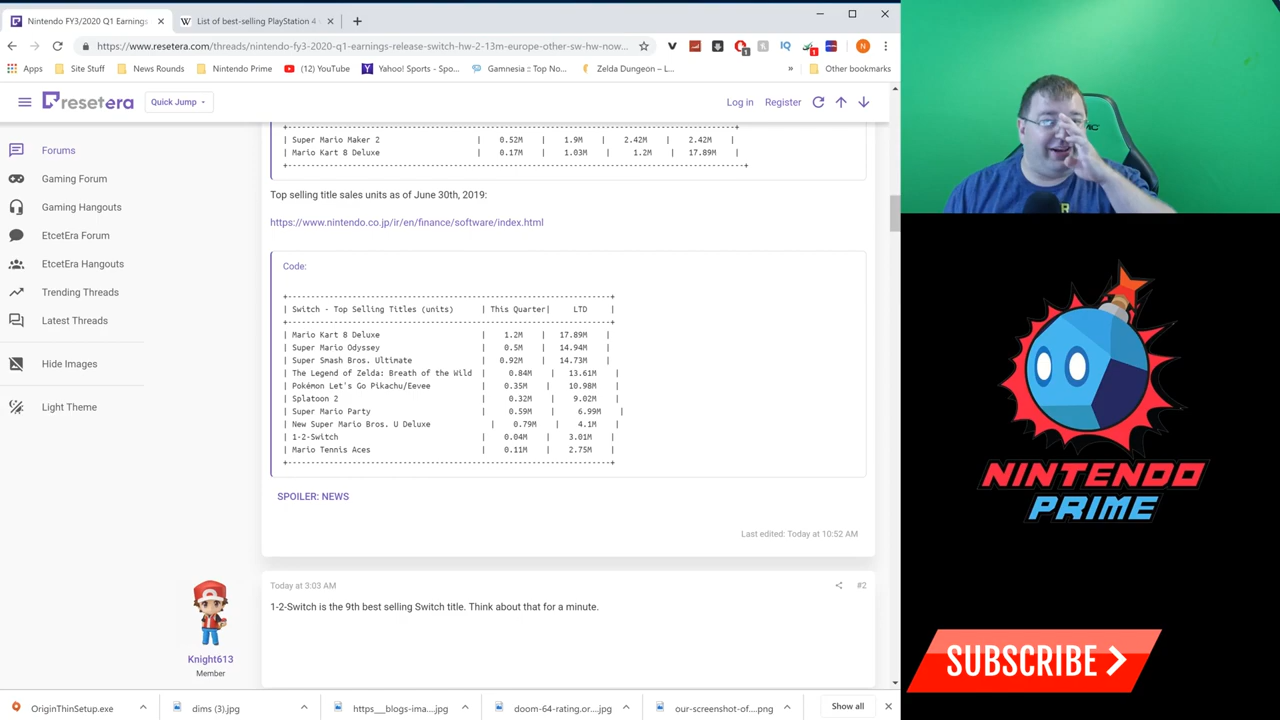 Nintendo FY3/2020 Q1 Earnings
List of best-selling PlayStation 4
https://www.resetera.com/threads/nintendo-fy3-2020-q1-earnings-release-switch-hw-2-13m-europe-other-sw-hw-now...
Apps
Site Stuff
News Rounds
Nintendo Prime
(12) YouTube
Yahoo! Sports - Spo...
Gamnesia :: Top No...
Zelda Dungeon – L...
»
Other bookmarks
resetera
Quick Jump
Log in
Register
Forums
Gaming Forum
Gaming Hangouts
EtcetEra Forum
EtcetEra Hangouts
Trending Threads
Latest Threads
Hide Images
Light Theme
| Super Mario Maker 2 | 0.52M | 1.9M | 2.42M | 2.42M |
| Mario Kart 8 Deluxe | 0.17M | 1.03M | 1.2M | 17.89M |
Top selling title sales units as of June 30th, 2019:
https://www.nintendo.co.jp/ir/en/finance/software/index.html
Code:
| Switch - Top Selling Titles (units) | This Quarter| LTD |
| Mario Kart 8 Deluxe | 1.2M | 17.89M |
| Super Mario Odyssey | 0.5M | 14.94M |
| Super Smash Bros. Ultimate | 0.92M | 14.73M |
| The Legend of Zelda: Breath of the Wild | 0.84M | 13.61M |
| Pokémon Let's Go Pikachu/Eevee | 0.35M | 10.98M |
| Splatoon 2 | 0.32M | 9.02M |
| Super Mario Party | 0.59M | 6.99M |
| New Super Mario Bros. U Deluxe | 0.79M | 4.1M |
| 1-2-Switch | 0.04M | 3.01M |
| Mario Tennis Aces | 0.11M | 2.75M |
SPOILER: NEWS
Last edited: Today at 10:52 AM
Today at 3:03 AM
#2
1-2-Switch is the 9th best selling Switch title. Think about that for a minute.
Knight613
Member
NINTENDO
PRIME
SUBSCRIBE
OriginThinSetup.exe
dims (3).jpg
https___blogs-ima....jpg
doom-64-rating.or....jpg
our-screenshot-of....png
Show all